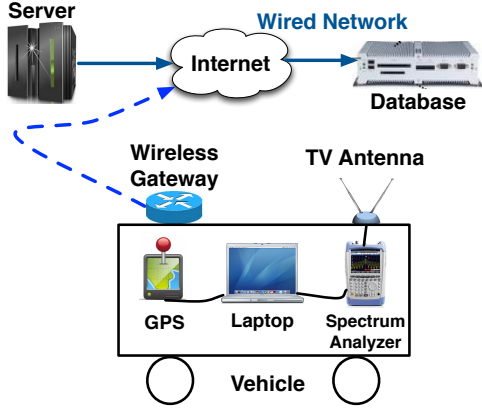 Server
Wired Network
Internet
Database
Wireless
Gateway
TV Antenna
GPS
Laptop
Spectrum
Analyzer
Vehicle